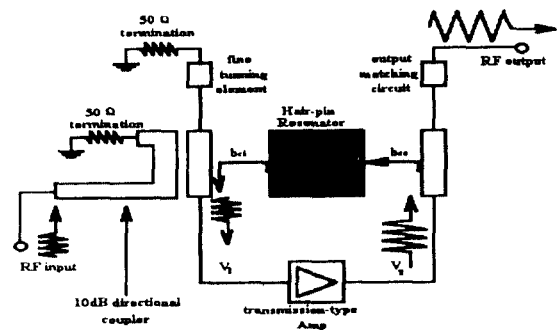 50 Ω
termination
fine
tunning
element
output
matching
circuit
RF output
50 Ω
termination
Hair-pin
Resonator
RF input
10dB directional
coupler
transmission-type
Amp